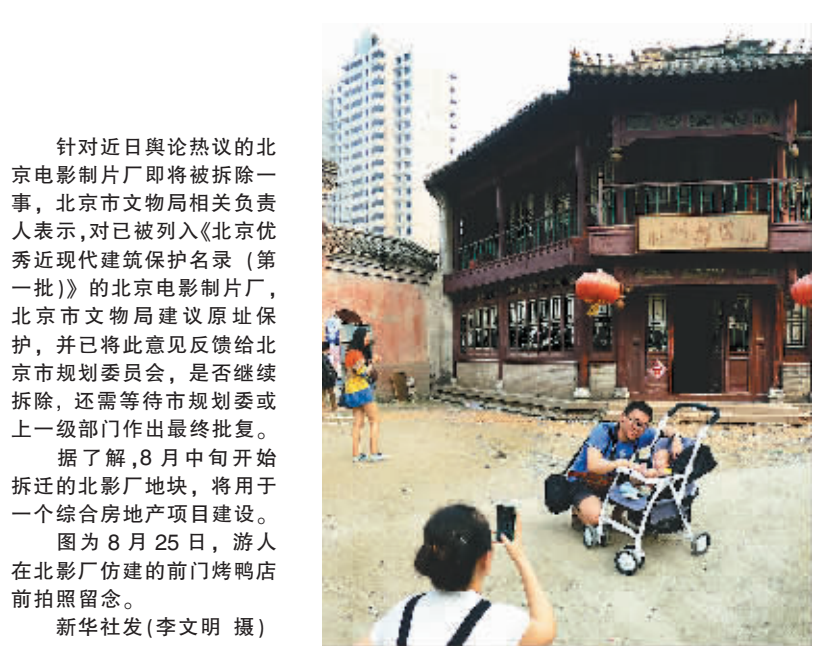 针对近日舆论热议的北
京电影制片厂即将被拆除一
事，北京市文物局相关负责
人表示，对已被列入《北京优
秀近现代建筑保护名录（第
一批）》的北京电影制片厂，
北京市文物局建议原址保
护，并已将此意见反馈给北
京市规划委员会，是否继续
拆除，还需等待市规划委或
上一级部门作出最终批复。
据了解，8月中旬开始
拆迁的北影厂地块，将用于
一个综合房地产项目建设。
图为 8 月 25 日，游人
在北影厂仿建的前门烤鸭店
前拍照留念。
新华社发（李文明 摄）